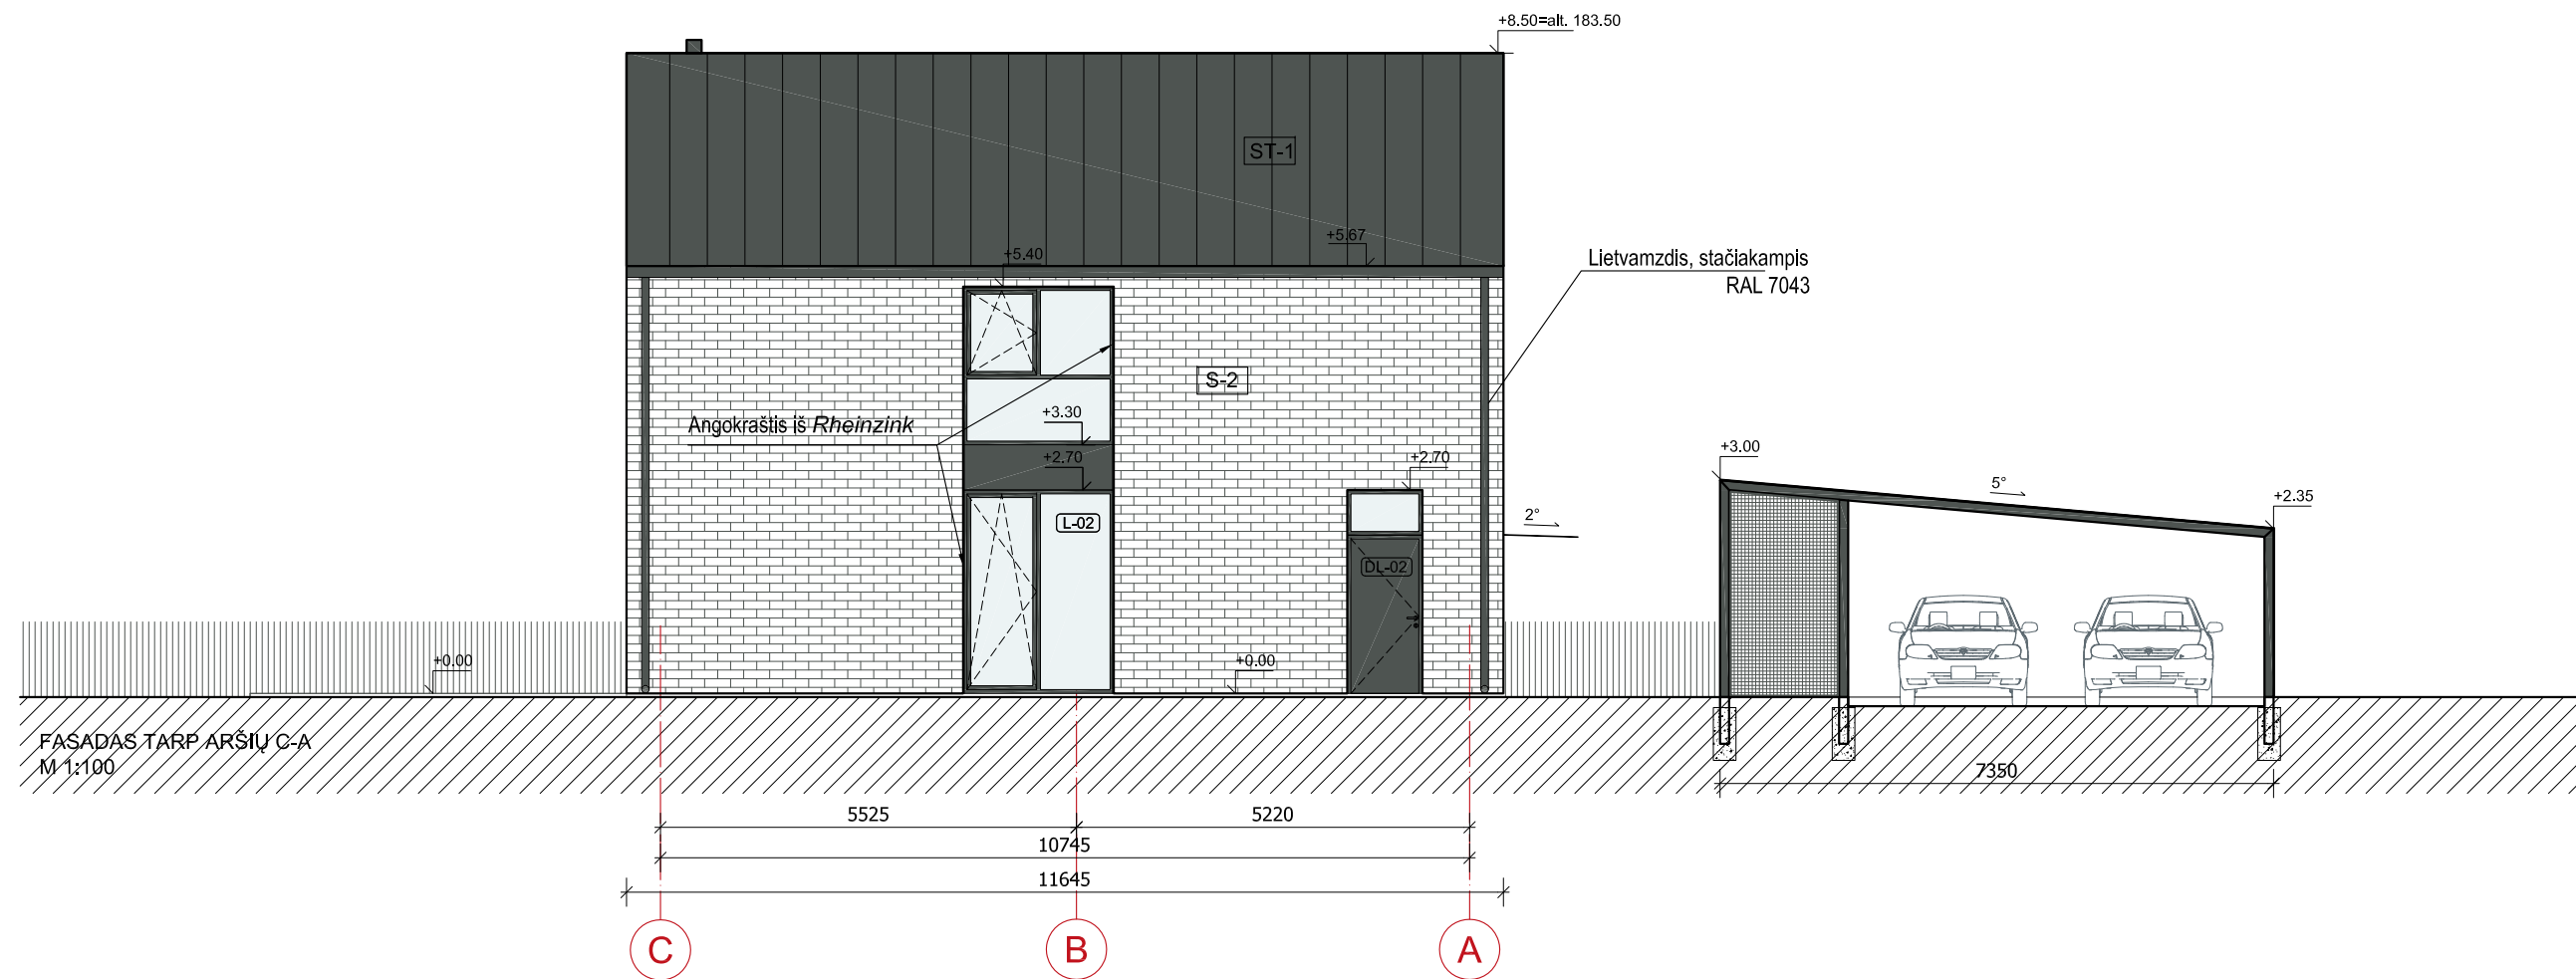 +8.50=alt. 183.50
ST-1
+5.67
+5.40
Lietvamzdis, stačiakampis
RAL 7043
S-2
+3.30
Angokraštis iš Rheinzink
+2.70
+2.70
+3.00
5°
+2.35
L-02
2°
DL-02
+0.00
+0.00
FASADAS TARP ARŠIŲ C-A
M 1:100
7350
5525
5220
10745
11645
C
B
A